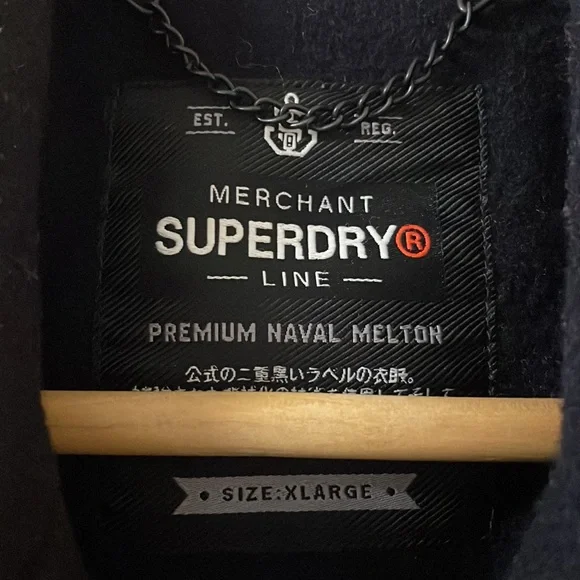 EST.
REG.
MERCHANT
SUPERDRY®
LINE
PREMIUM NAVAL MELTON
公式の二重黒いラベルの衣服。
SIZE:XLARGE